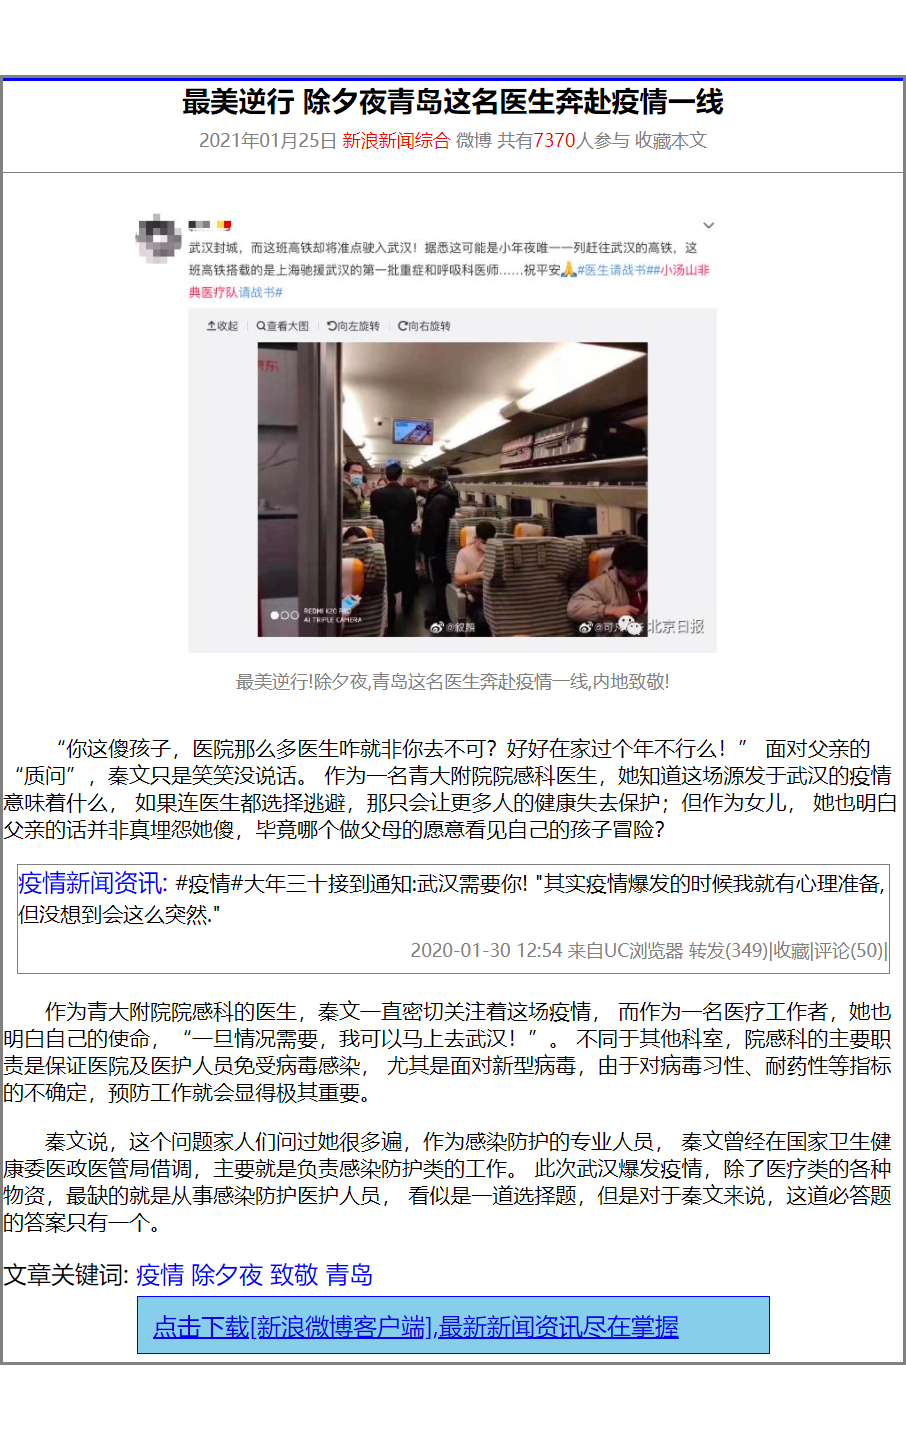 最美逆行 除夕夜青岛这名医生奔赴疫情一线
2021年01月25日 新浪新闻综合 微博 共有7370人参与 收藏本文
武汉封城，而这班高铁却将准点驶入武汉！据悉这可能是小年夜唯一一列赶往武汉的高铁，这
班高铁搭载的是上海驰援武汉的第一批重症和呼吸科医师……祝平安🙏#医生请战书##小汤山非
典医疗队请战书#
收起 查看大图 向左旋转 向右旋转
京东
REDMI K20 PRO
AI TRIPLE CAMERA
@叙颜
北京日报
最美逆行!除夕夜,青岛这名医生奔赴疫情一线,内地致敬!
“你这傻孩子，医院那么多医生咋就非你去不可？好好在家过个年不行么！” 面对父亲的
“质问”，秦文只是笑笑没说话。 作为一名青大附院院感科医生，她知道这场源发于武汉的疫情
意味着什么， 如果连医生都选择逃避，那只会让更多人的健康失去保护；但作为女儿， 她也明白
父亲的话并非真埋怨她傻，毕竟哪个做父母的愿意看见自己的孩子冒险？
疫情新闻资讯: #疫情#大年三十接到通知:武汉需要你! "其实疫情爆发的时候我就有心理准备,
但没想到会这么突然."
2020-01-30 12:54 来自UC浏览器 转发(349)|收藏|评论(50)|
作为青大附院院感科的医生，秦文一直密切关注着这场疫情， 而作为一名医疗工作者，她也
明白自己的使命，“一旦情况需要，我可以马上去武汉！”。 不同于其他科室，院感科的主要职
责是保证医院及医护人员免受病毒感染， 尤其是面对新型病毒，由于对病毒习性、耐药性等指标
的不确定，预防工作就会显得极其重要。
秦文说，这个问题家人们问过她很多遍，作为感染防护的专业人员， 秦文曾经在国家卫生健
康委医政医管局借调，主要就是负责感染防护类的工作。 此次武汉爆发疫情，除了医疗类的各种
物资，最缺的就是从事感染防护医护人员， 看似是一道选择题，但是对于秦文来说，这道必答题
的答案只有一个。
文章关键词: 疫情 除夕夜 致敬 青岛
点击下载[新浪微博客户端],最新新闻资讯尽在掌握